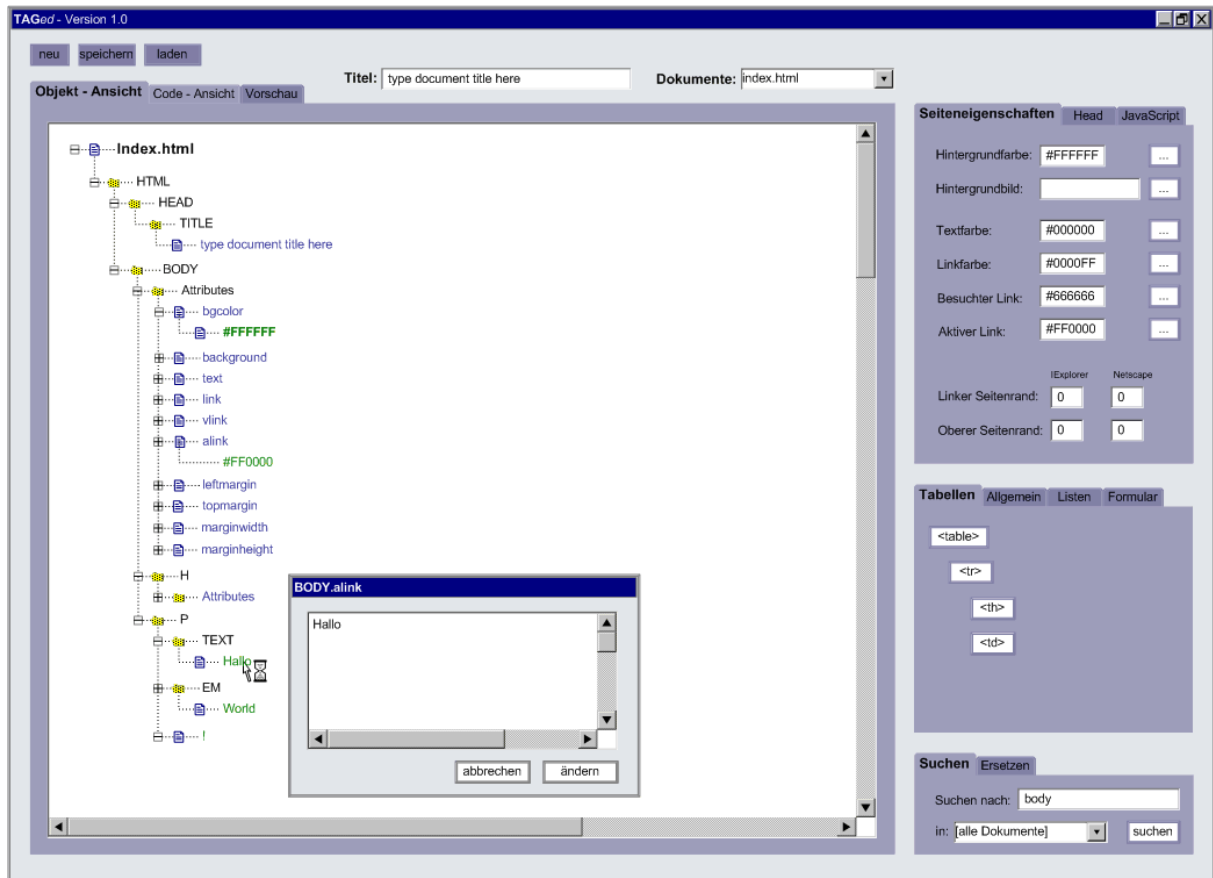 TAGed - Version 1.0
neu speichern laden
Titel: type document title here Dokumente: index.html
Objekt - Ansicht Code - Ansicht Vorschau
Index.html
HTML
HEAD
TITLE
type document title here
BODY
Attributes
bgcolor
#FFFFFF
background
text
link
vlink
alink
#FF0000
leftmargin
topmargin
marginwidth
marginheight
H
Attributes
P
TEXT
Hallo
EM
World
!
BODY.alink
Hallo
abbrechen ändern
Seiteneigenschaften Head JavaScript
Hintergrundfarbe: #FFFFFF ...
Hintergrundbild: ...
Textfarbe: #000000 ...
Linkfarbe: #0000FF ...
Besuchter Link: #666666 ...
Aktiver Link: #FF0000 ...
IExplorer Netscape
Linker Seitenrand: 0 0
Oberer Seitenrand: 0 0
Tabellen Allgemein Listen Formular
<table>
<tr>
<th>
<td>
Suchen Ersetzen
Suchen nach: body
in: [alle Dokumente] suchen